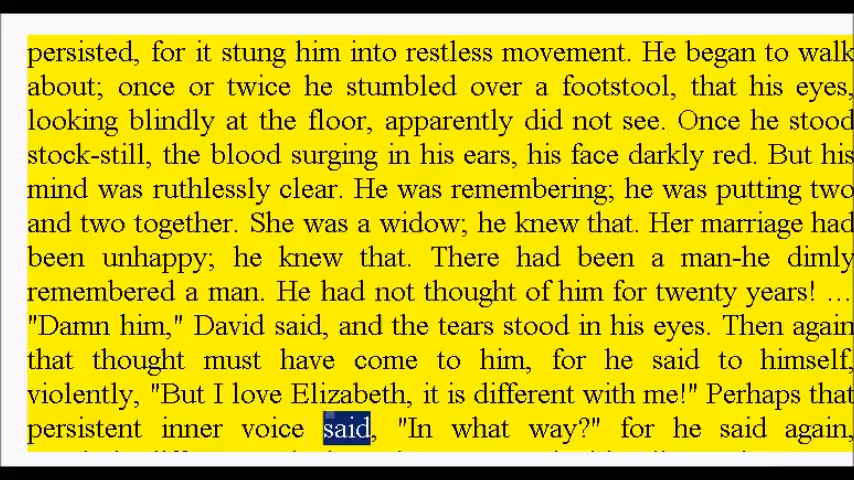 persisted, for it stung him into restless movement. He began to walk
about; once or twice he stumbled over a footstool, that his eyes,
looking blindly at the floor, apparently did not see. Once he stood
stock-still, the blood surging in his ears, his face darkly red. But his
mind was ruthlessly clear. He was remembering; he was putting two
and two together. She was a widow; he knew that. Her marriage had
been unhappy; he knew that. There had been a man-he dimly
remembered a man. He had not thought of him for twenty years! ...
"Damn him," David said, and the tears stood in his eyes. Then again
that thought must have come to him, for he said to himself,
violently, "But I love Elizabeth, it is different with me!" Perhaps that
persistent inner voice said, "In what way?" for he said again,